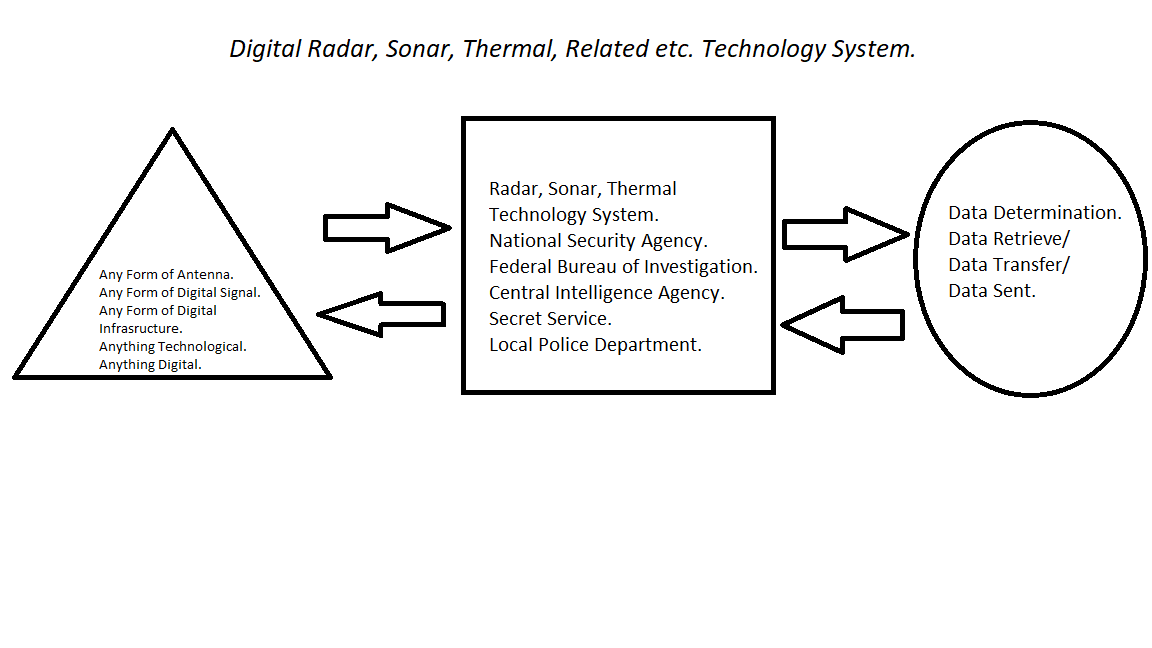 Digital Radar, Sonar, Thermal, Related etc. Technology System.
Any Form of Antenna.
Any Form of Digital Signal.
Any Form of Digital
Infrasructure.
Anything Technological.
Anything Digital.
Radar, Sonar, Thermal
Technology System.
National Security Agency.
Federal Bureau of Investigation.
Central Intelligence Agency.
Secret Service.
Local Police Department.
Data Determination.
Data Retrieve/
Data Transfer/
Data Sent.